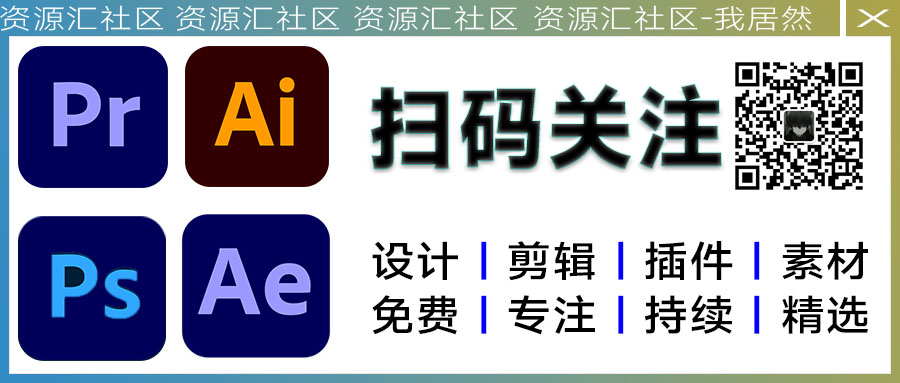 资源汇社区 资源汇社区 资源汇社区 资源汇社区-我居然
Pr Ai
扫码关注
Ps Ae
设计 | 剪辑 | 插件 | 素材
免费 | 专注 | 持续 | 精选